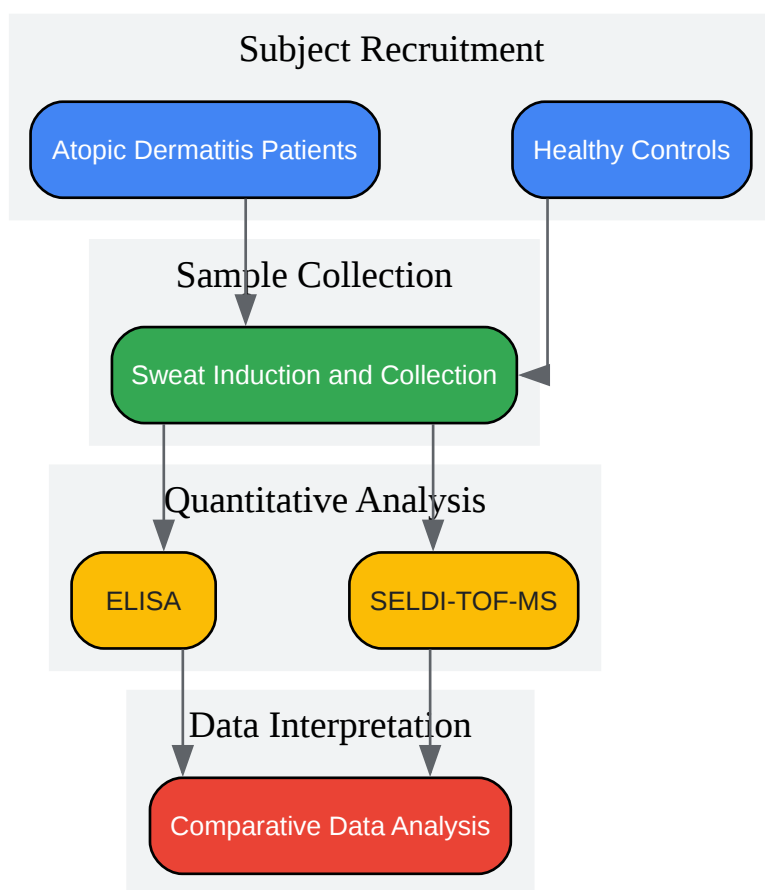 Subject Recruitment
Atopic Dermatitis Patients
Healthy Controls
Sample Collection
Sweat Induction and Collection
Quantitative Analysis
ELISA
SELDI-TOF-MS
Data Interpretation
Comparative Data Analysis